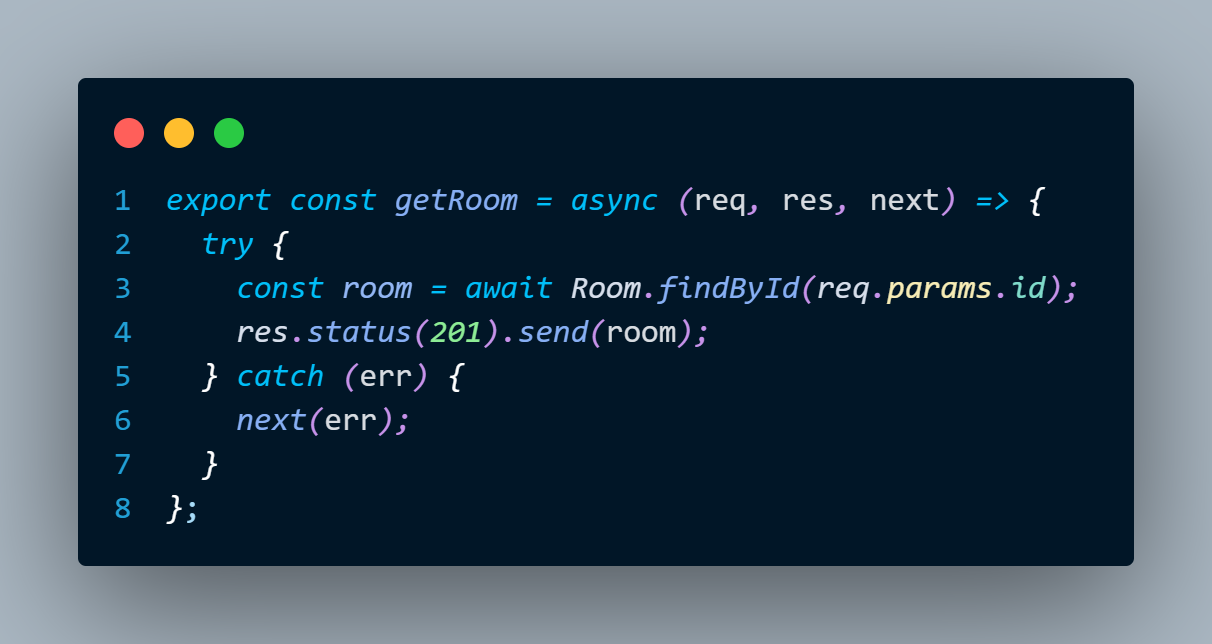 1 export const getRoom = async (req, res, next) => {
2   try {
3     const room = await Room.findById(req.params.id);
4     res.status(201).send(room);
5   } catch (err) {
6     next(err);
7   }
8 };